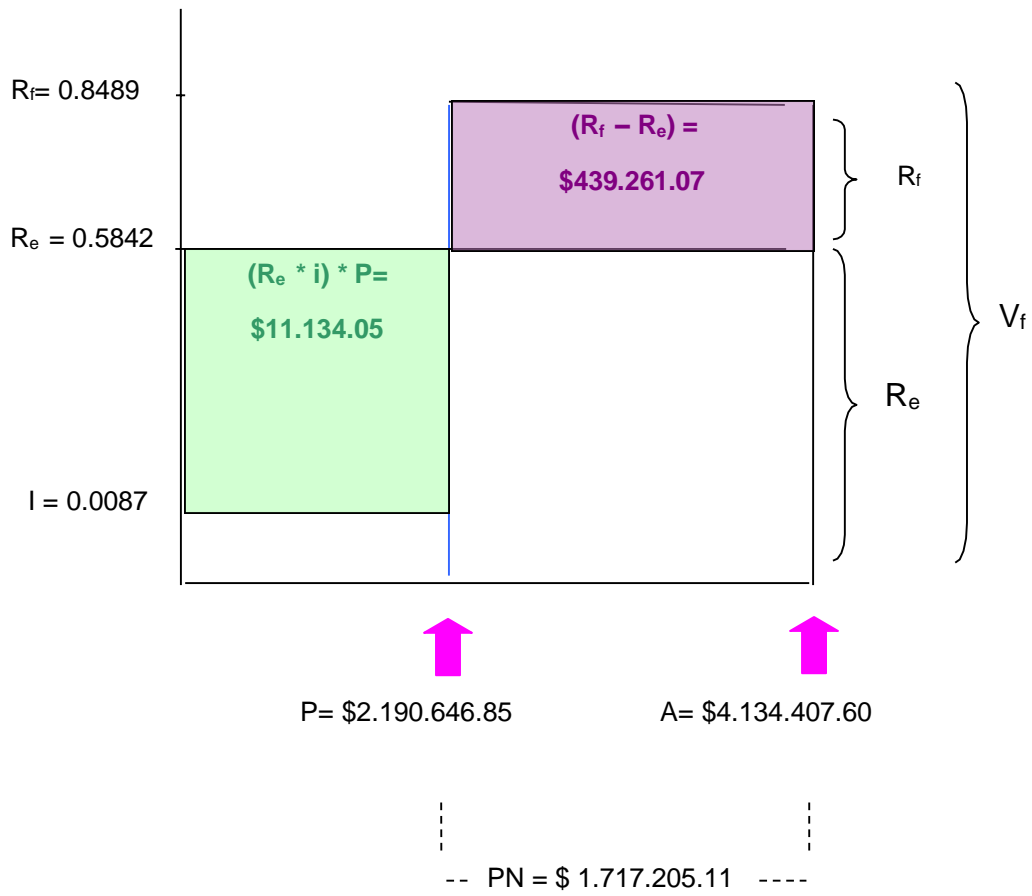 Rf= 0.8489
(Rf – Re) =
$439.261.07
Rf
Re = 0.5842
(Re * i) * P=
$11.134.05
Vf
Re
I = 0.0087
P= $2.190.646.85
A= $4.134.407.60
PN = $ 1.717.205.11